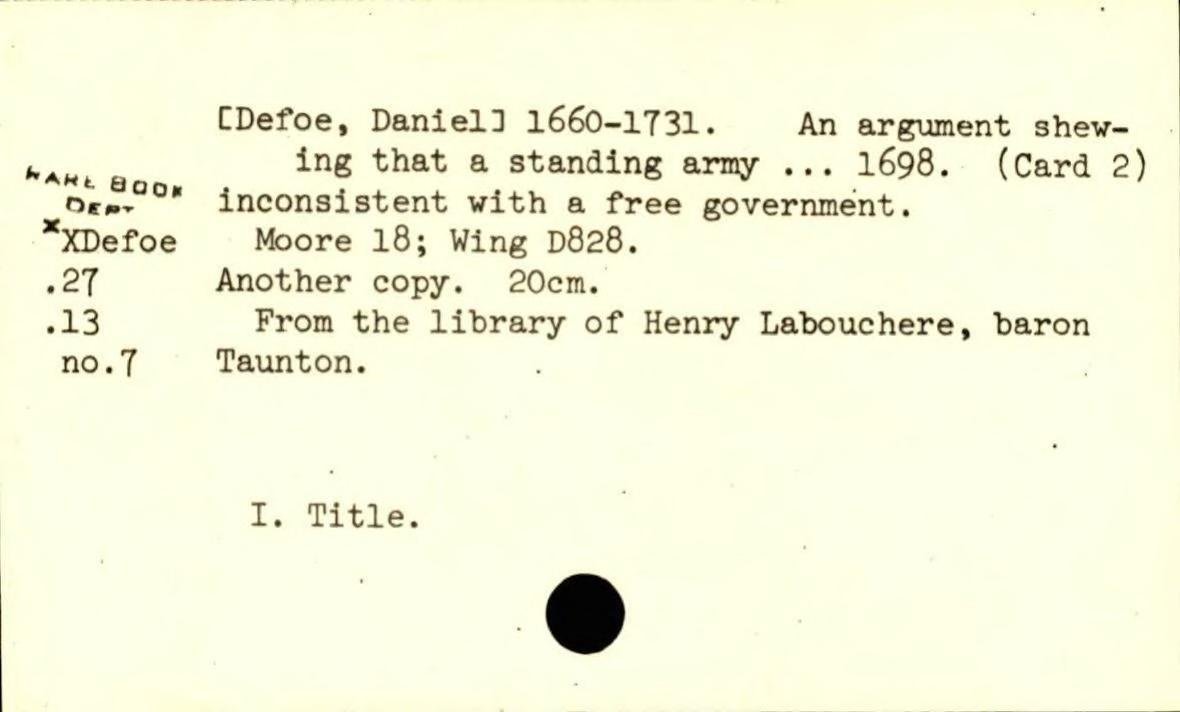 [Defoe, Daniel] 1660-1731. An argument shew-
ing that a standing army ... 1698. (Card 2)
RARE BOOK
DEPT
inconsistent with a free government.
*XDefoe Moore 18; Wing D828.
.27 Another copy. 20cm.
.13 From the library of Henry Labouchere, baron
no.7 Taunton.
I. Title.